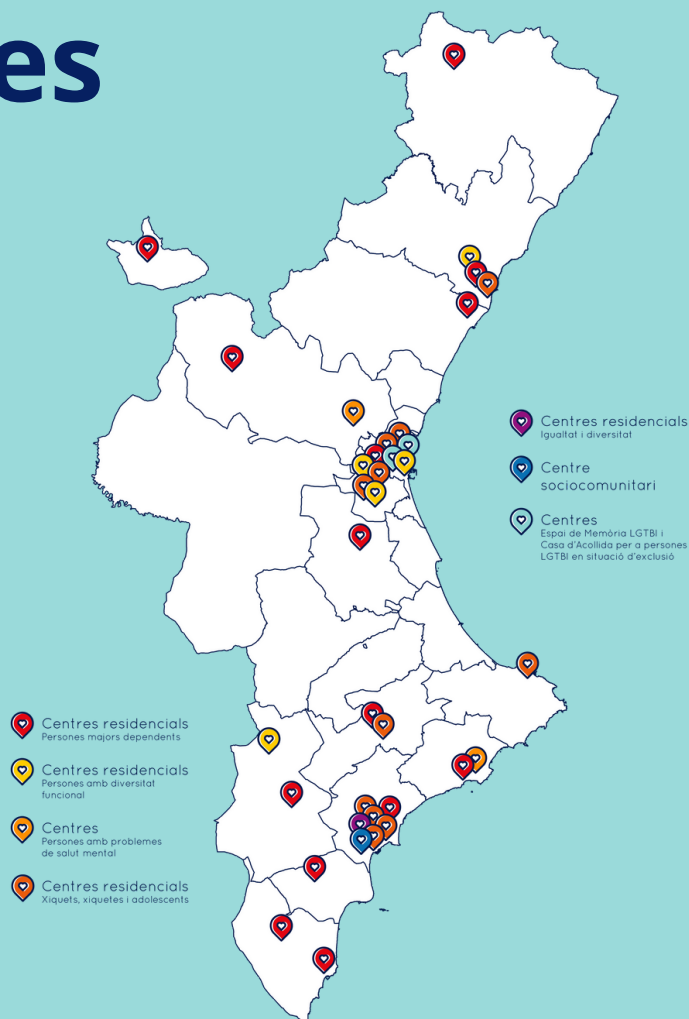 es
Centres residencials
Igualtat i diversitat
Centre
sociocomunitari
Centres
Espai de Memòria LGTBI i
Casa d'Acollida per a persones
LGTBI en situació d'exclusió
Centres residencials
Persones majors dependents
Centres residencials
Persones amb diversitat
funcional
Centres
Persones amb problemes
de salut mental
Centres residencials
Xiquets, xiquetes i adolescents